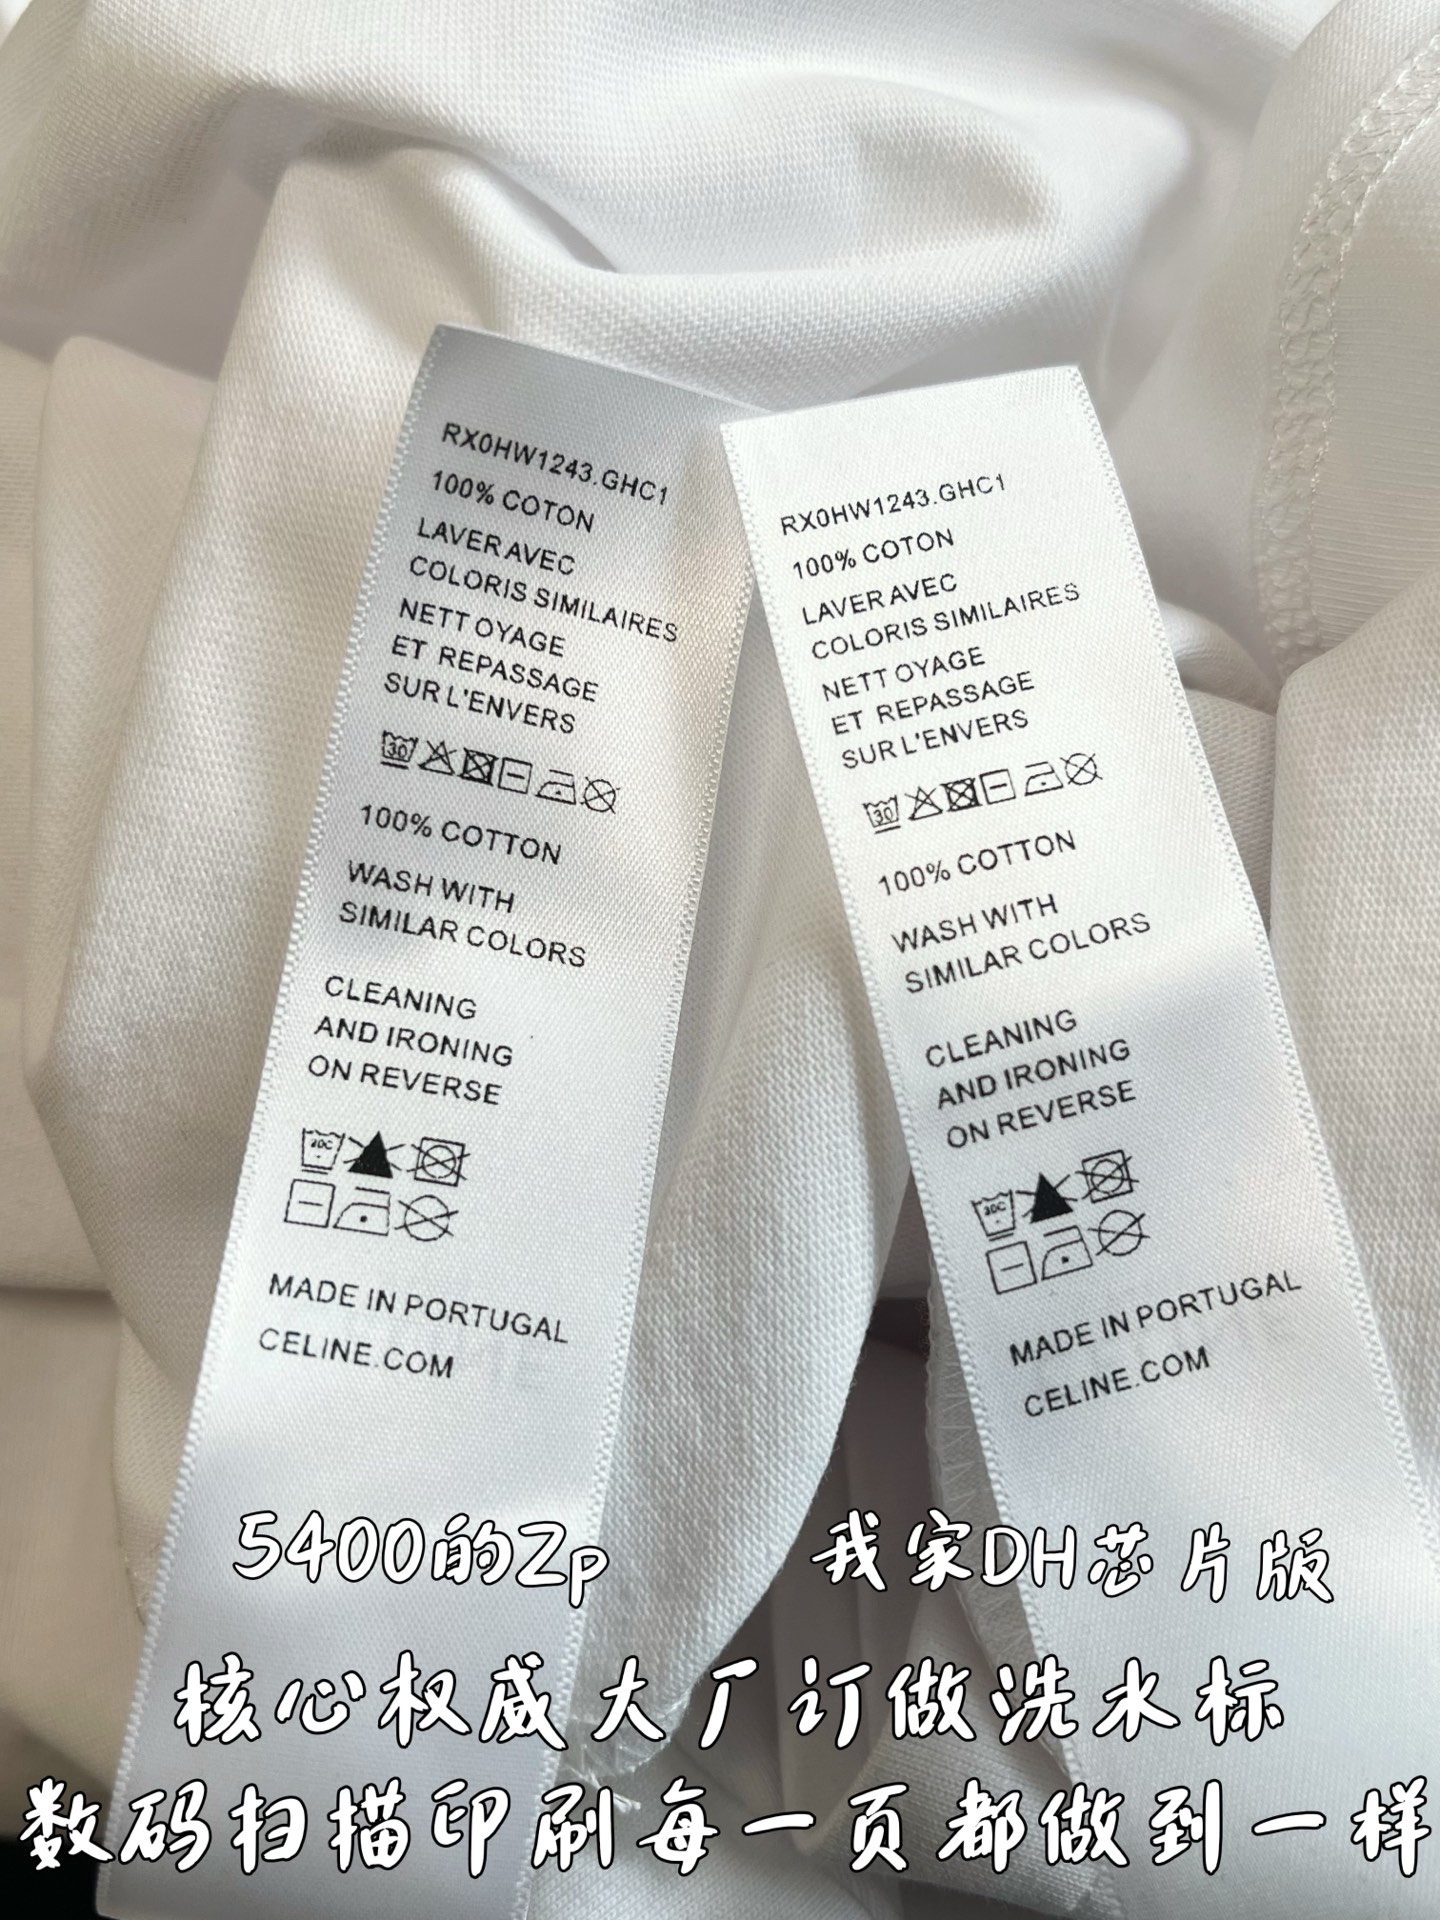 RX0HW1243.GHC1
100% COTON
LAVER AVEC
COLORIS SIMILAIRES
NETT OYAGE
ET REPASSAGE
SUR L'ENVERS
30
100% COTTON
WASH WITH
SIMILAR COLORS
CLEANING
AND IRONING
ON REVERSE
30C
MADE IN PORTUGAL
CELINE.COM
RX0HW1243.GHC1
100% COTON
LAVER AVEC
COLORIS SIMILAIRES
NETT OYAGE
ET REPASSAGE
SUR L'ENVERS
30
100% COTTON
WASH WITH
SIMILAR COLORS
CLEANING
AND IRONING
ON REVERSE
30C
MADE IN PORTUGAL
CELINE.COM
5400的Zp
我家DH芯片版
核心权威大厂订做洗水标
数码扫描印刷每一页都做到一样